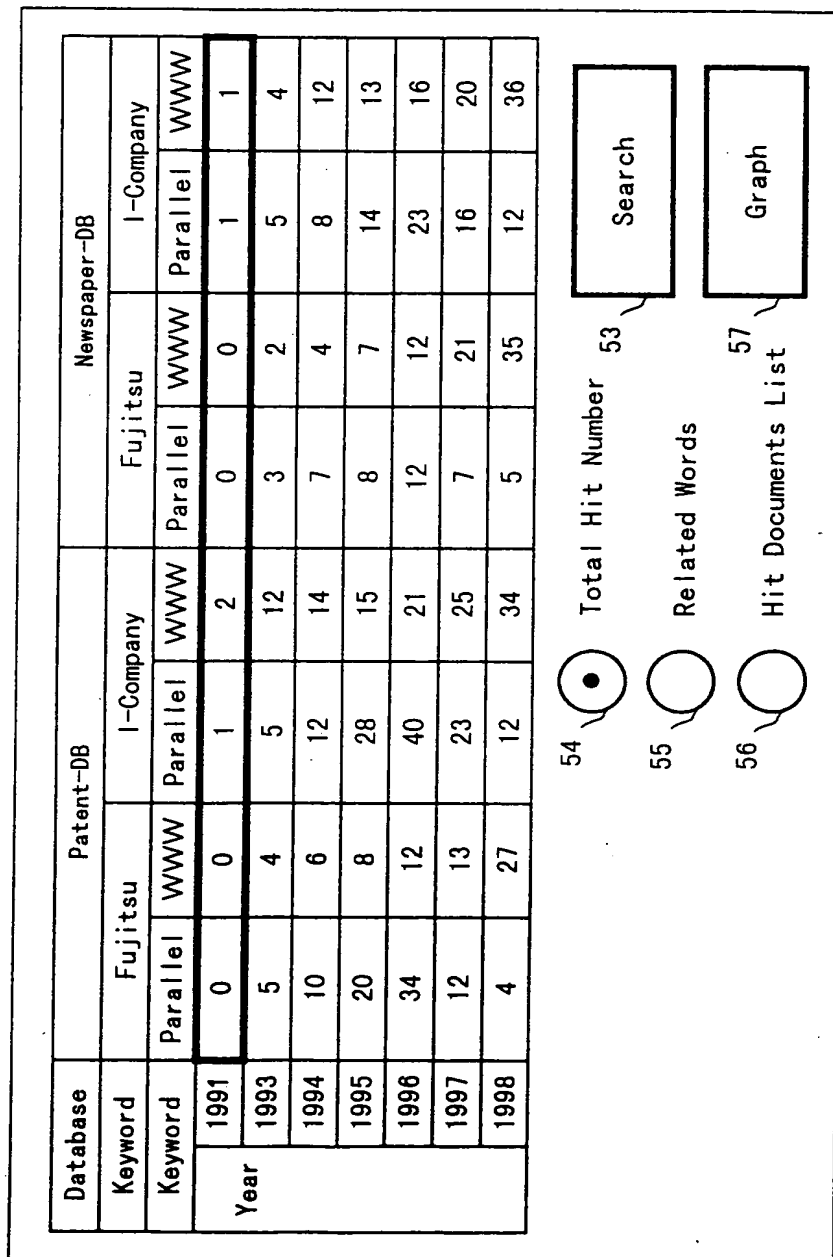 Database Patent-DB Newspaper-DB
Keyword Fujitsu I-Company Fujitsu I-Company
Keyword Parallel WWW Parallel WWW Parallel WWW Parallel WWW
Year
1991 0 0 1 2 0 0 1 1
1993 5 4 5 12 3 2 5 4
1994 10 6 12 14 7 4 8 12
1995 20 8 28 15 8 7 14 13
1996 34 12 40 21 12 12 23 16
1997 12 13 23 25 7 21 16 20
1998 4 27 12 34 5 35 12 36
54 Total Hit Number 53 Search
55 Related Words
56 Hit Documents List 57 Graph